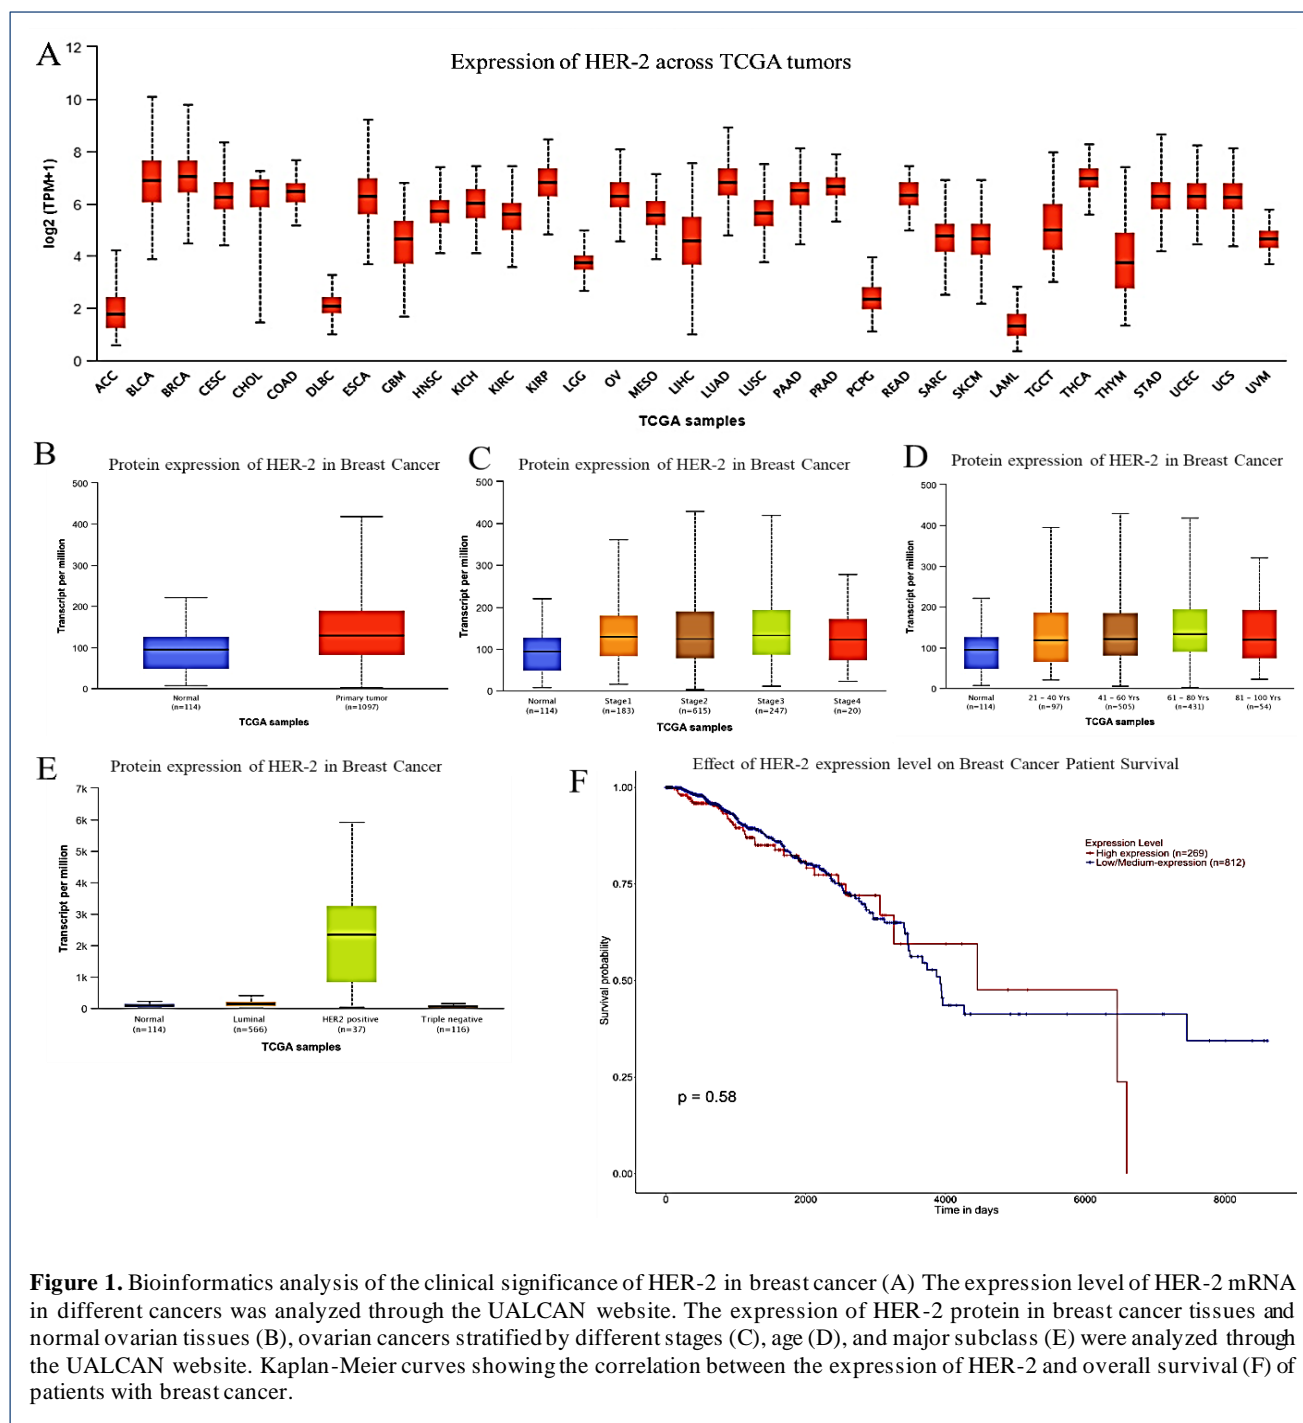 A
Expression of HER-2 across TCGA tumors
12
10
8
6
4
2
0
log2 (TPM+1)
ACC BLCA BRCA CESC CHOL COAD DLBC ESCA GBM HNSC KICH KIRC KIRP LGG OV MESO LIHC LUAD LUSC PAAD PRAD PCPG READ SARC SKCM LAML TGCT THCA THYM STAD UCEC UCS UVM
TCGA samples
B
Protein expression of HER-2 in Breast Cancer
500
400
300
200
100
0
Transcript per million
Normal Primary tumor
(n=114) (n=1097)
TCGA samples
C
Protein expression of HER-2 in Breast Cancer
500
400
300
200
100
0
Transcript per million
Normal Stage1 Stage2 Stage3 Stage4
(n=114) (n=183) (n=615) (n=247) (n=20)
TCGA samples
D
Protein expression of HER-2 in Breast Cancer
500
400
300
200
100
0
Transcript per million
Normal 21 - 40 Yrs 41 - 60 Yrs 61 - 80 Yrs 81 - 100 Yrs
(n=114) (n=97) (n=505) (n=431) (n=54)
TCGA samples
E
Protein expression of HER-2 in Breast Cancer
7k
6k
5k
4k
3k
2k
1k
0
Transcript per million
Normal Luminal HER2 positive Triple negative
(n=114) (n=566) (n=37) (n=116)
TCGA samples
F
Effect of HER-2 expression level on Breast Cancer Patient Survival
1.00
0.75
0.50
0.25
0.00
Survival probability
Expression Level
High expression (n=269)
Low/Medium-expression (n=812)
p = 0.58
0 2000 4000 6000 8000
Time in days
Figure 1. Bioinformatics analysis of the clinical significance of HER-2 in breast cancer (A) The expression level of HER-2 mRNA
in different cancers was analyzed through the UALCAN website. The expression of HER-2 protein in breast cancer tissues and
normal ovarian tissues (B), ovarian cancers stratified by different stages (C), age (D), and major subclass (E) were analyzed through
the UALCAN website. Kaplan-Meier curves showing the correlation between the expression of HER-2 and overall survival (F) of
patients with breast cancer.